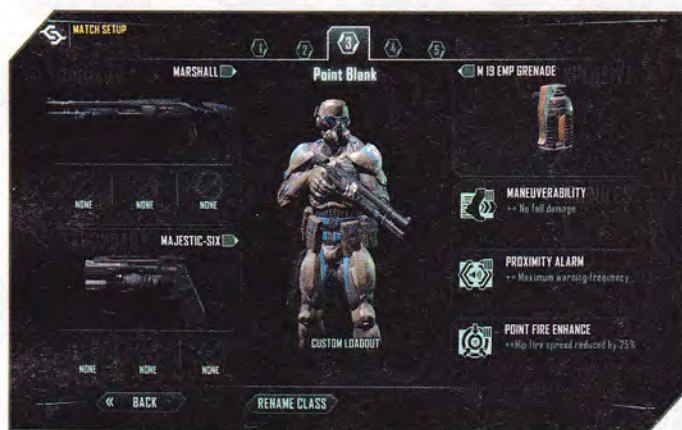 MATCH SETUP
1 2 3 4 5
Point Blank
MARSHALL
NONE NONE NONE
MAJESTIC-SIX
NONE NONE NONE
CUSTOM LOADOUT
M 19 EMP GRENADE
MANEUVERABILITY
++ No fall damage
PROXIMITY ALARM
++ Maximum warning frequency
POINT FIRE ENHANCE
++Hip fire spread reduced by 25%
« BACK
RENAME CLASS